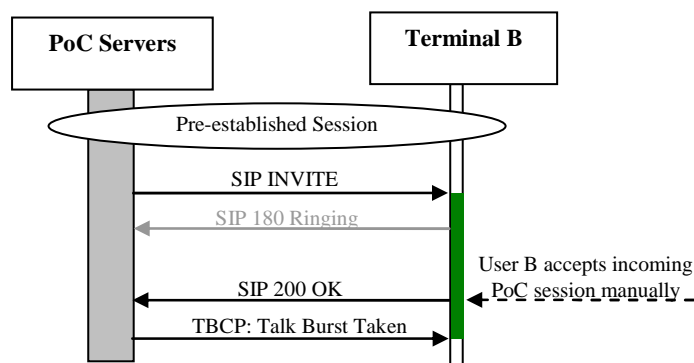 PoC Servers
Terminal B
Pre-established Session
SIP INVITE
SIP 180 Ringing
User B accepts incoming
PoC session manually
SIP 200 OK
TBCP: Talk Burst Taken